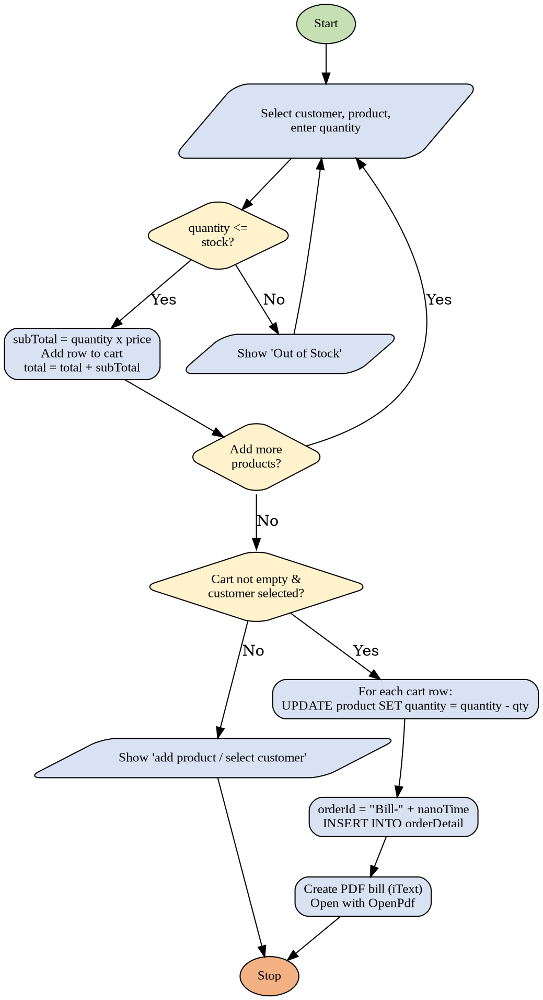 Start
Select customer, product,
enter quantity
quantity <=
stock?
Yes
No
Yes
subTotal = quantity x price
Add row to cart
total = total + subTotal
Show 'Out of Stock'
Add more
products?
No
Cart not empty &
customer selected?
No
Yes
For each cart row:
UPDATE product SET quantity = quantity - qty
Show 'add product / select customer'
orderId = "Bill-" + nanoTime
INSERT INTO orderDetail
Create PDF bill (iText)
Open with OpenPdf
Stop